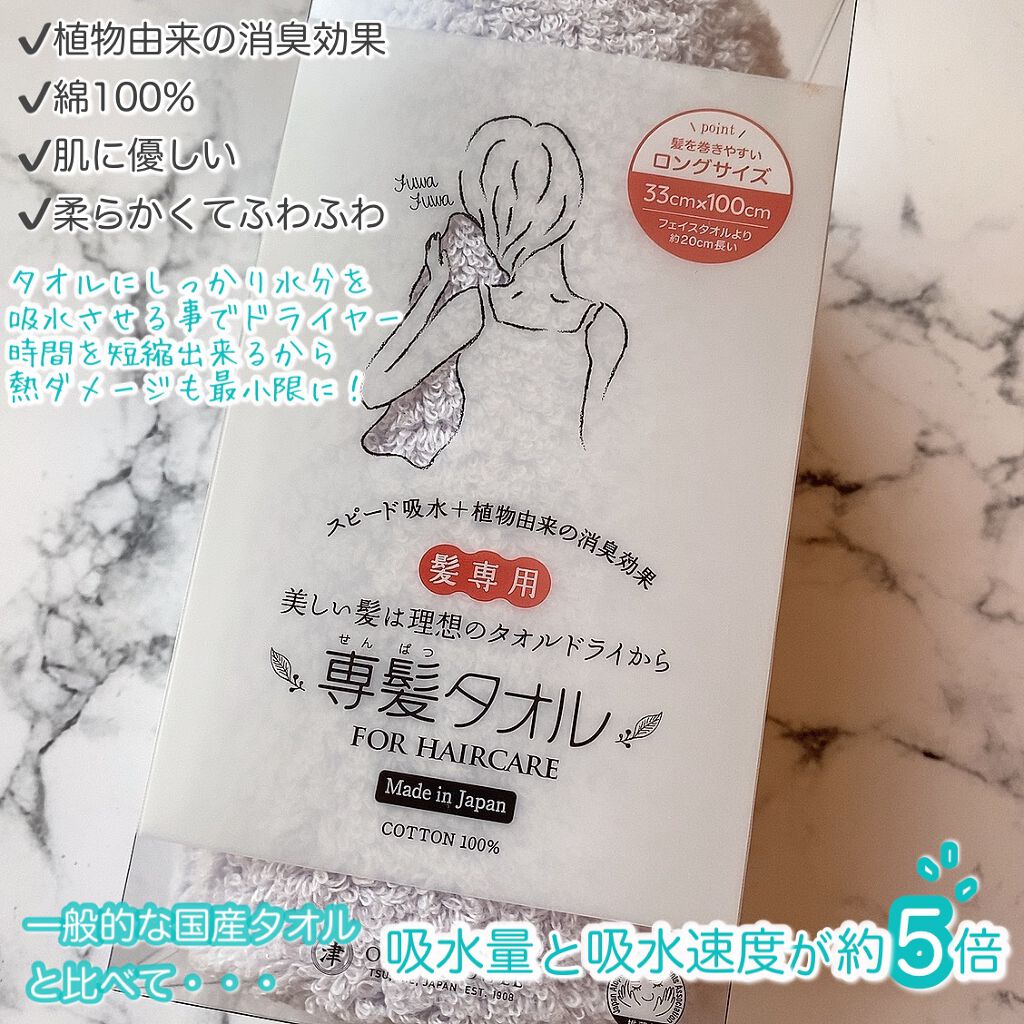 ✓植物由来の消臭効果
✓綿100%
✓肌に優しい
✓柔らかくてふわふわ
タオルにしっかり水分を
吸水させる事でドライヤー
時間を短縮出来るから
熱ダメージも最小限に!
fuwa
fuwa
point
髪を巻きやすい
ロングサイズ
33cm×100cm
フェイスタオルより
約20cm長い
スピード吸水+植物由来の消臭効果
髪専用
美しい髪は理想のタオルドライから
せんぱつ
専髪タオル
FOR HAIRCARE
Made in Japan
COTTON 100%
一般的な国産タオル
と比べて・・・
吸水量と吸水速度が約5倍
津
JAPAN EST. 1908